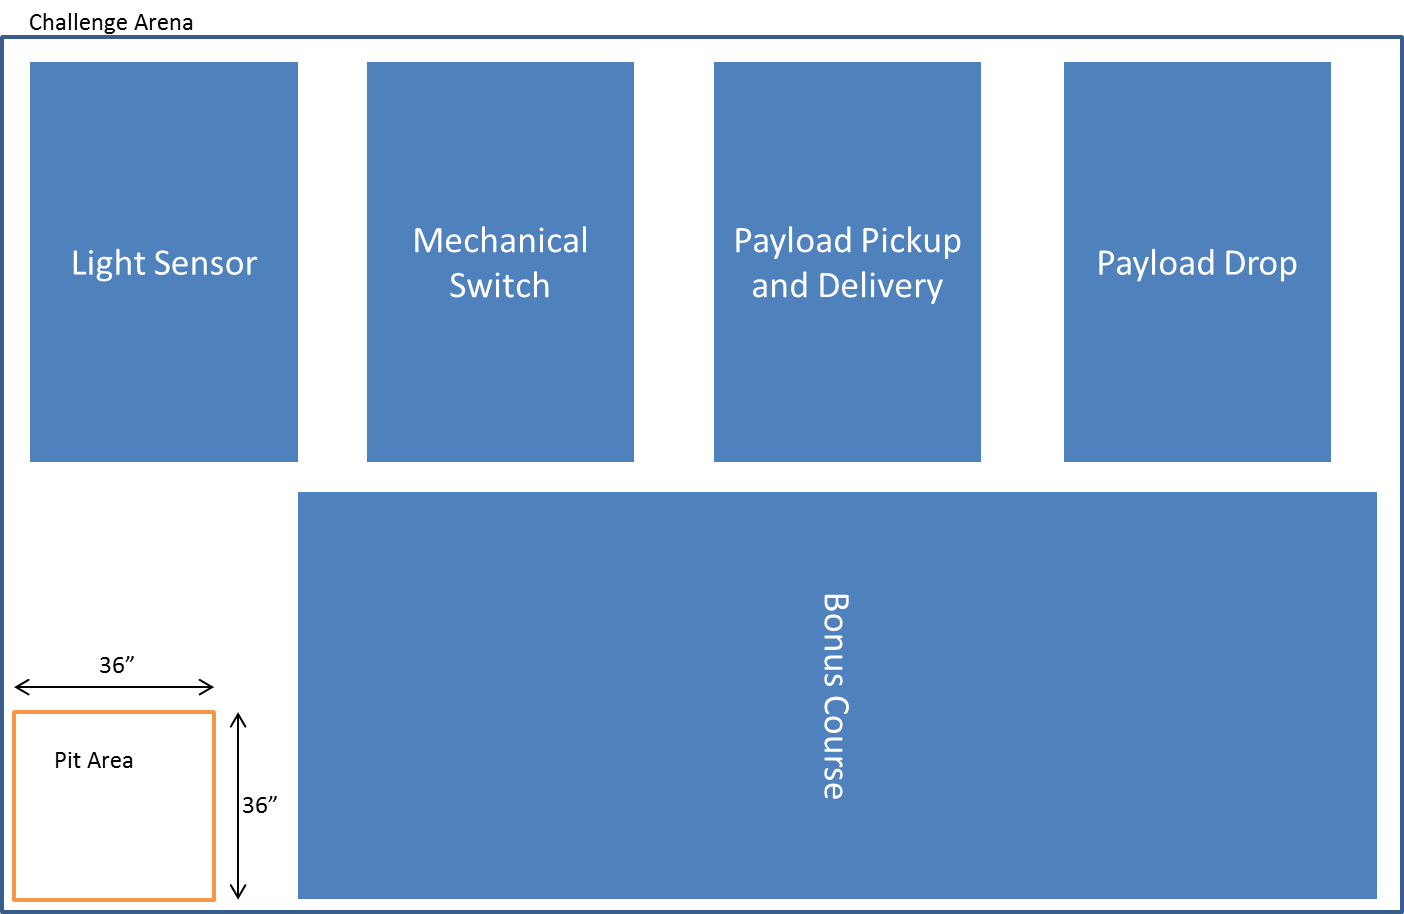 Challenge Arena
Light Sensor
Mechanical
Switch
Payload Pickup
and Delivery
Payload Drop
Bonus Course
36”
Pit Area
36”